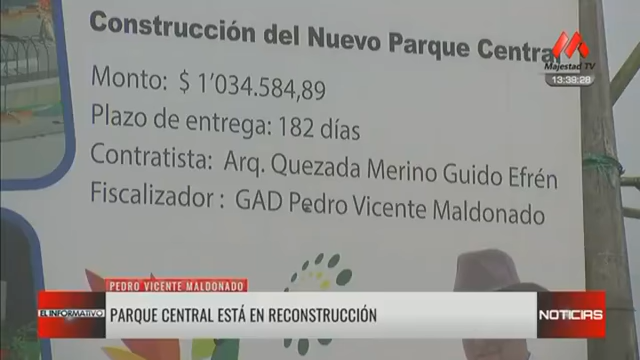 Construcción del Nuevo Parque Central
Monto: $ 1'034.584,89
Plazo de entrega: 182 días
Contratista: Arq. Quezada Merino Guido Efrén
Fiscalizador : GAD Pedro Vicente Maldonado
Majestad TV
13:39:28
PEDRO VICENTE MALDONADO
EL INFORMATIVO
PARQUE CENTRAL ESTÁ EN RECONSTRUCCIÓN
NOTICIAS